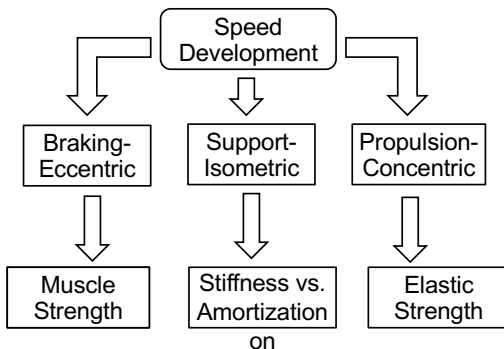 Speed
Development
Braking-
Eccentric
Support-
Isometric
Propulsion-
Concentric
Muscle
Strength
Stiffness vs.
Amortization
on
Elastic
Strength